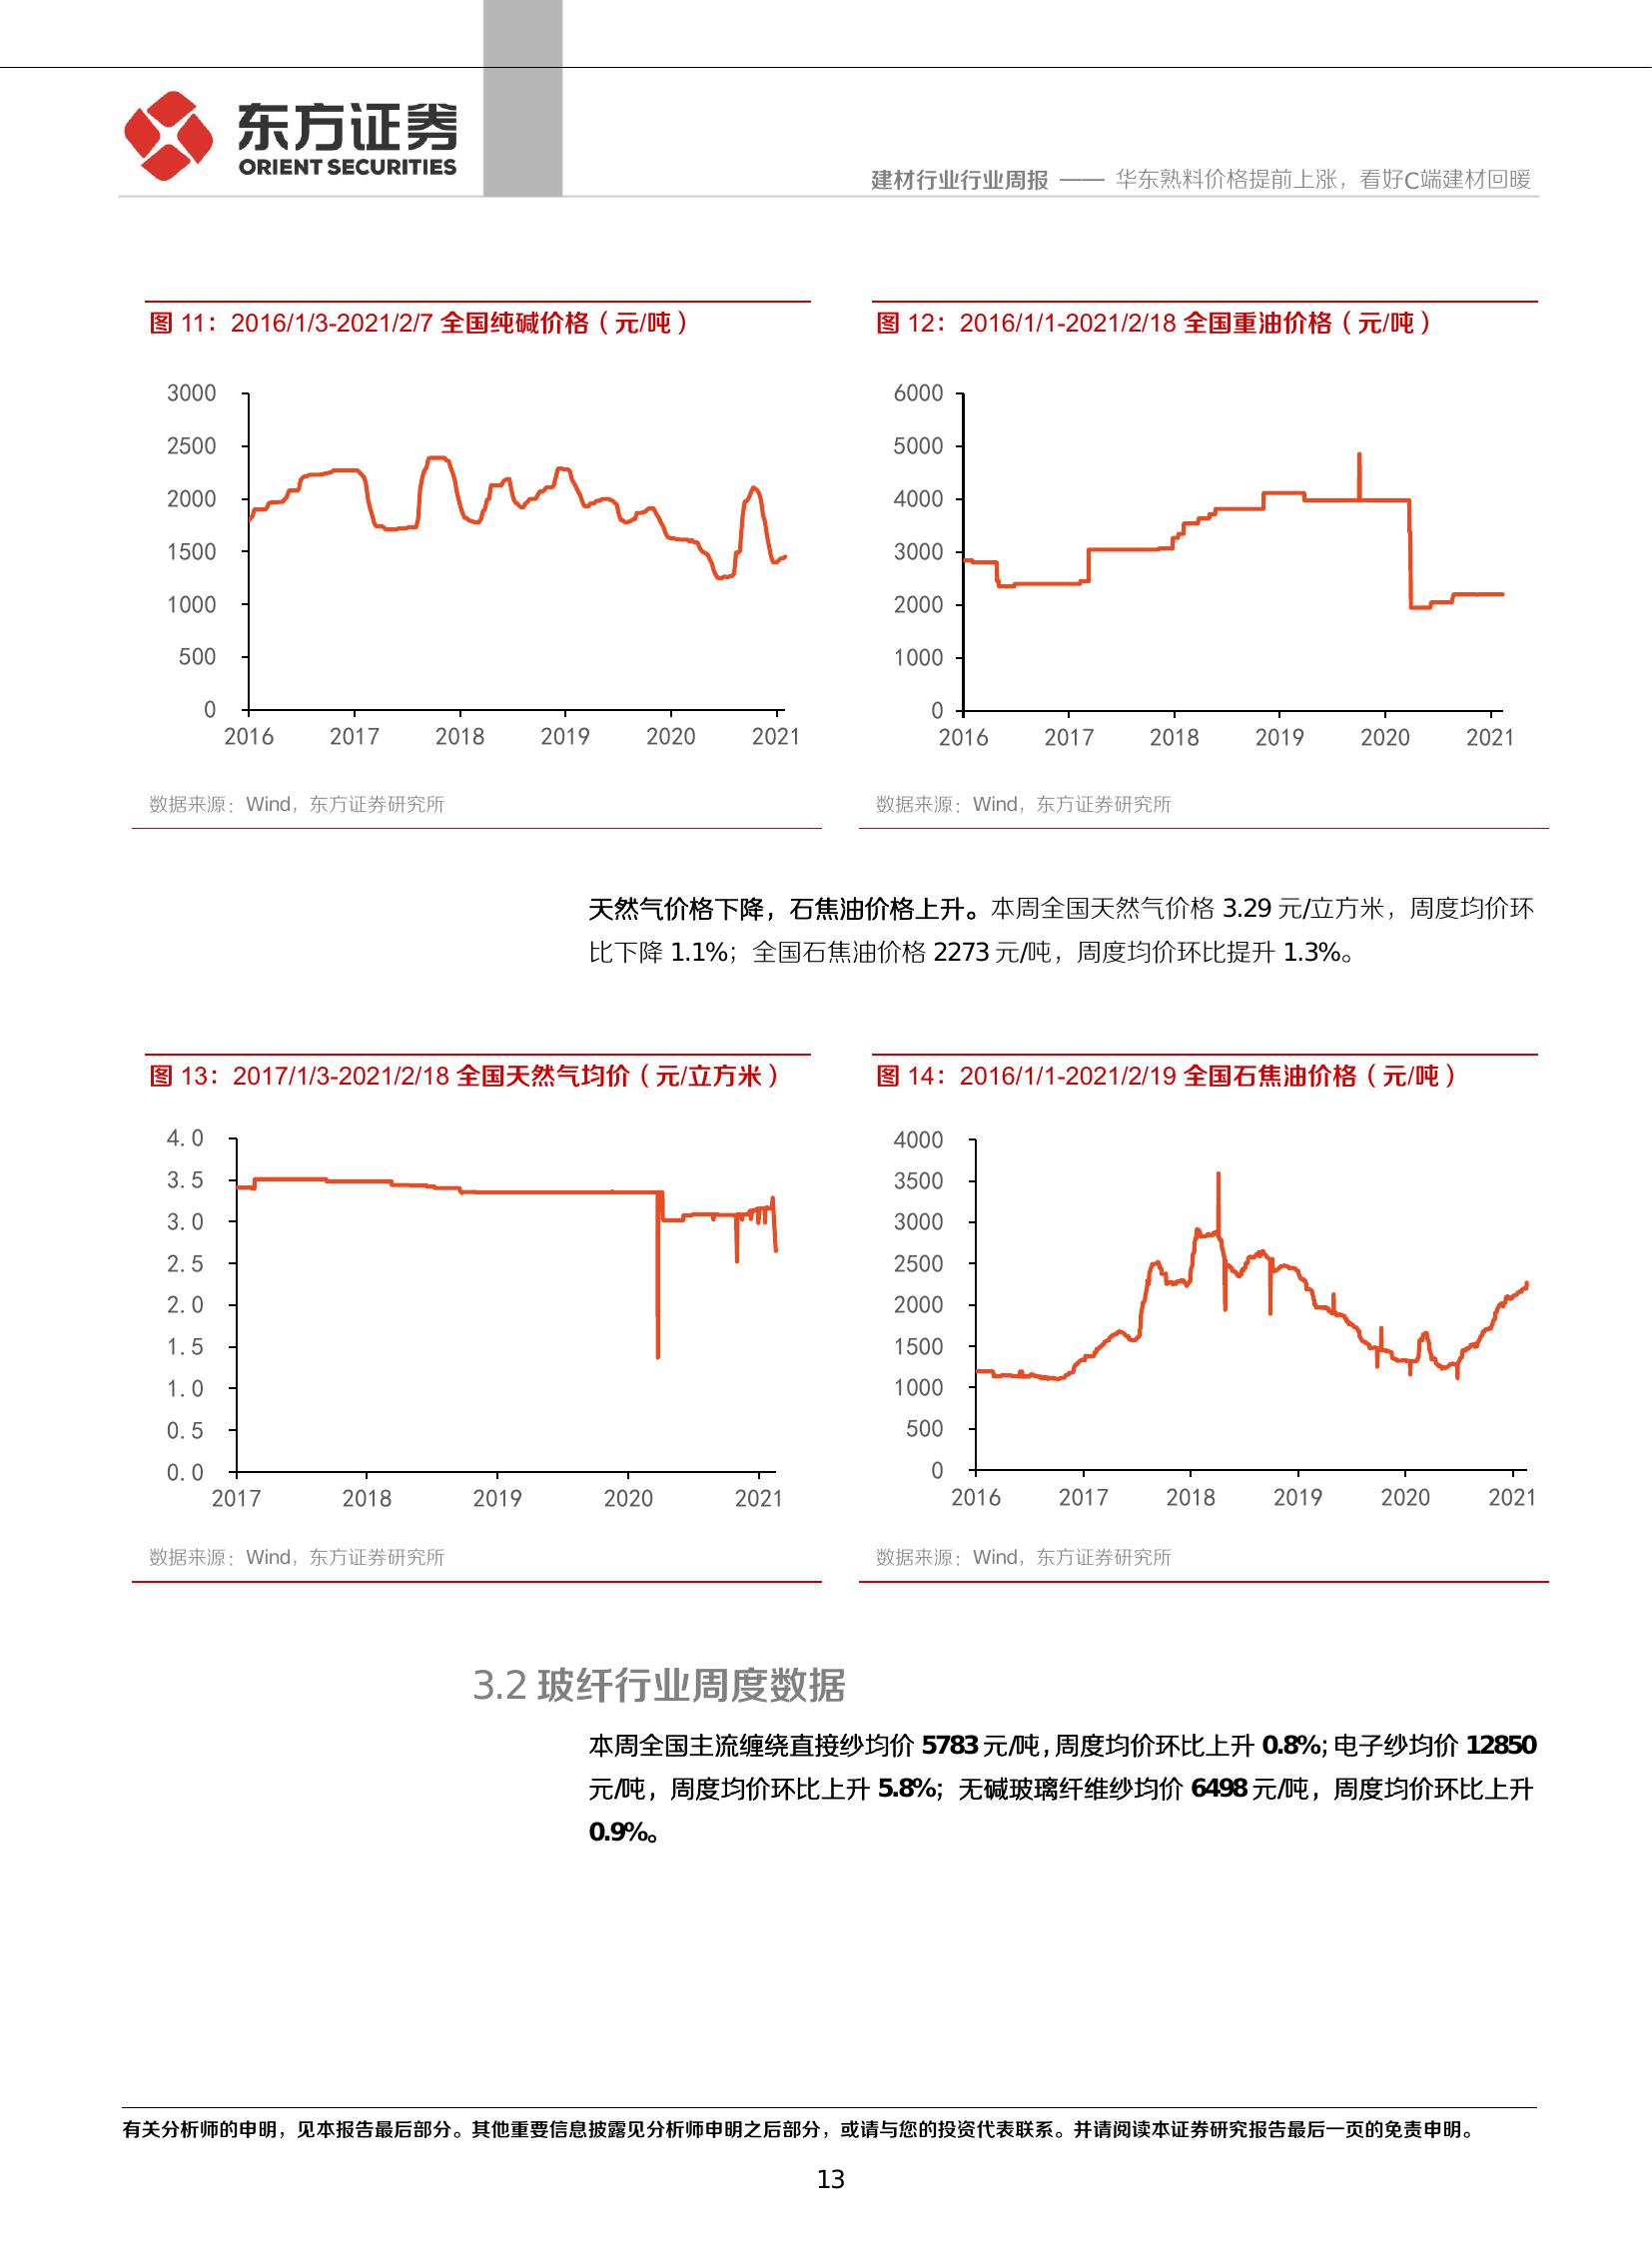 东方证券
ORIENT SECURITIES
建材行业行业周报 —— 华东熟料价格提前上涨，看好C端建材回暖
图 11：2016/1/3-2021/2/7 全国纯碱价格（元/吨）
3000
2500
2000
1500
1000
500
0
2016 2017 2018 2019 2020 2021
数据来源：Wind，东方证券研究所
图 12：2016/1/1-2021/2/18 全国重油价格（元/吨）
6000
5000
4000
3000
2000
1000
0
2016 2017 2018 2019 2020 2021
数据来源：Wind，东方证券研究所
天然气价格下降，石焦油价格上升。本周全国天然气价格 3.29 元/立方米，周度均价环
比下降 1.1%；全国石焦油价格 2273 元/吨，周度均价环比提升 1.3%。
图 13：2017/1/3-2021/2/18 全国天然气均价（元/立方米）
4.0
3.5
3.0
2.5
2.0
1.5
1.0
0.5
0.0
2017 2018 2019 2020 2021
数据来源：Wind，东方证券研究所
图 14：2016/1/1-2021/2/19 全国石焦油价格（元/吨）
4000
3500
3000
2500
2000
1500
1000
500
0
2016 2017 2018 2019 2020 2021
数据来源：Wind，东方证券研究所
3.2 玻纤行业周度数据
本周全国主流缠绕直接纱均价 5783 元/吨，周度均价环比上升 0.8%；电子纱均价 12850
元/吨，周度均价环比上升 5.8%；无碱玻璃纤维纱均价 6498 元/吨，周度均价环比上升
0.9%。
有关分析师的申明，见本报告最后部分。其他重要信息披露见分析师申明之后部分，或请与您的投资代表联系。并请阅读本证券研究报告最后一页的免责申明。
13